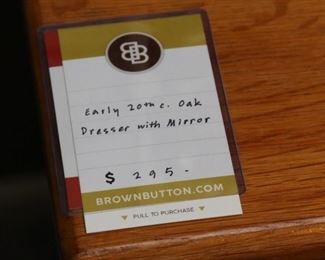 BB
Early 20th c. Oak
Dresser with Mirror
$ 295-
BROWNBUTTON.COM
▼ PULL TO PURCHASE ▼